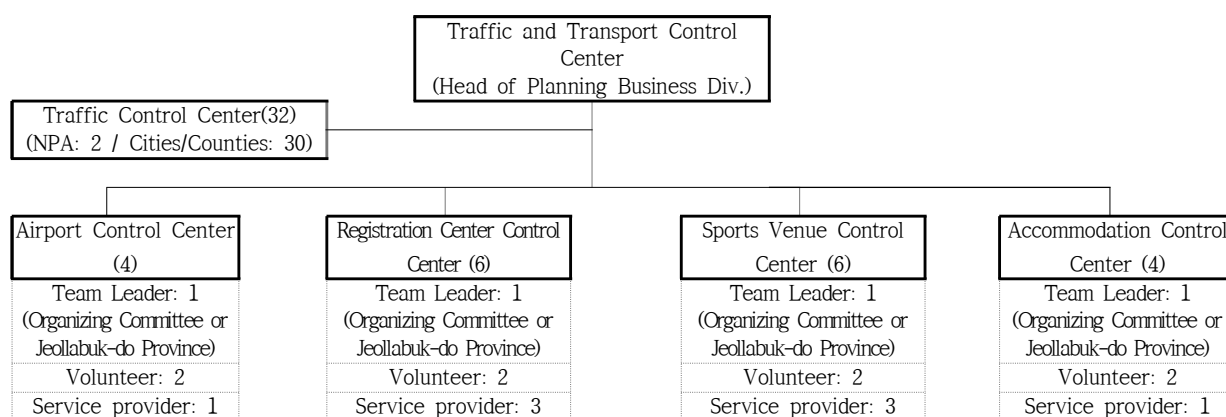 Traffic and Transport Control
Center
(Head of Planning Business Div.)
Traffic Control Center(32)
(NPA: 2 / Cities/Counties: 30)
Airport Control Center
(4)
Team Leader: 1
(Organizing Committee or
Jeollabuk-do Province)
Volunteer: 2
Service provider: 1
Registration Center Control
Center (6)
Team Leader: 1
(Organizing Committee or
Jeollabuk-do Province)
Volunteer: 2
Service provider: 3
Sports Venue Control
Center (6)
Team Leader: 1
(Organizing Committee or
Jeollabuk-do Province)
Volunteer: 2
Service provider: 3
Accommodation Control
Center (4)
Team Leader: 1
(Organizing Committee or
Jeollabuk-do Province)
Volunteer: 2
Service provider: 1